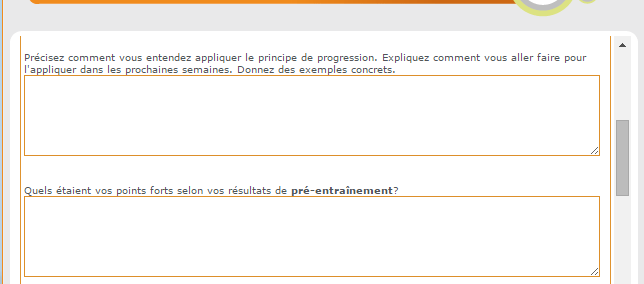 Précisez comment vous entendez appliquer le principe de progression. Expliquez comment vous aller faire pour
l'appliquer dans les prochaines semaines. Donnez des exemples concrets.
Quels étaient vos points forts selon vos résultats de pré-entraînement?